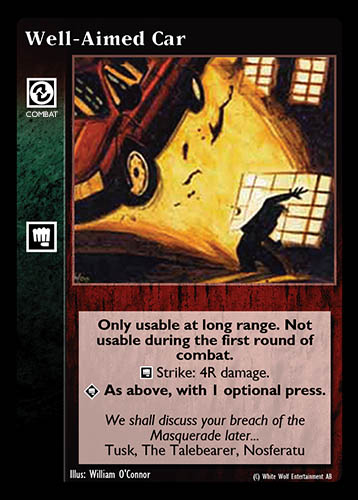 Well-Aimed Car
COMBAT
Only usable at long range. Not
usable during the first round of
combat.
Strike: 4R damage.
As above, with 1 optional press.
We shall discuss your breach of the
Masquerade later...
Tusk, The Talebearer, Nosferatu
Illus: William O'Connor
(C) White Wolf Entertainment AB